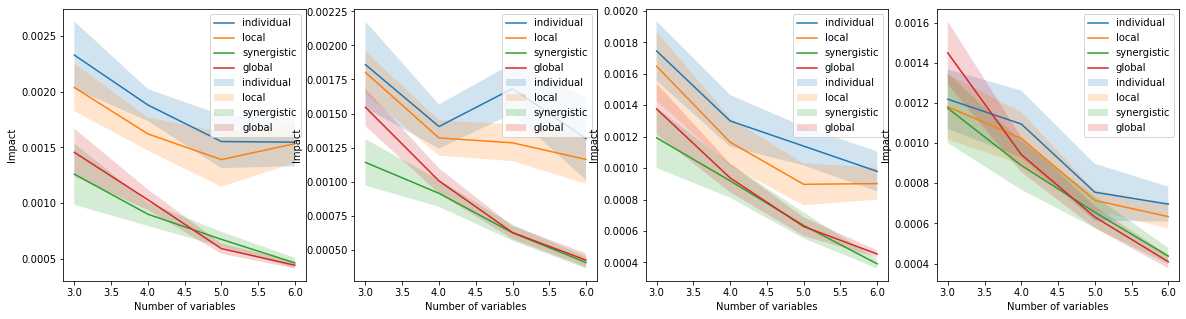 0.0025
0.0020
0.0015
0.0010
0.0005
Impact
3.0 3.5 4.0 4.5 5.0 5.5 6.0
Number of variables
individual
local
synergistic
global
individual
local
synergistic
global
0.00225
0.00200
0.00175
0.00150
0.00125
0.00100
0.00075
0.00050
Impact
3.0 3.5 4.0 4.5 5.0 5.5 6.0
Number of variables
individual
local
synergistic
global
individual
local
synergistic
global
0.0020
0.0018
0.0016
0.0014
0.0012
0.0010
0.0008
0.0006
0.0004
Impact
3.0 3.5 4.0 4.5 5.0 5.5 6.0
Number of variables
individual
local
synergistic
global
individual
local
synergistic
global
0.0016
0.0014
0.0012
0.0010
0.0008
0.0006
0.0004
Impact
3.0 3.5 4.0 4.5 5.0 5.5 6.0
Number of variables
individual
local
synergistic
global
individual
local
synergistic
global